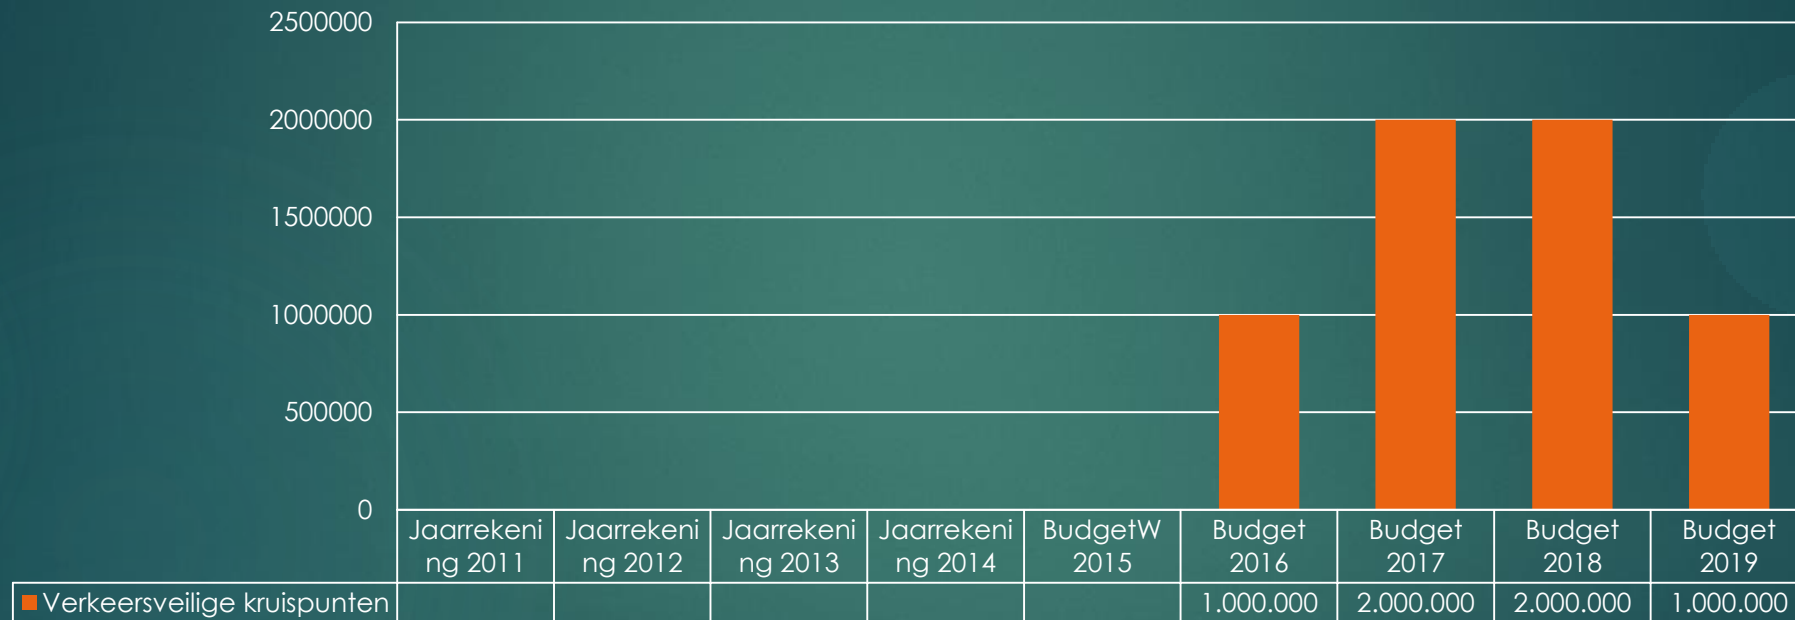 2500000
2000000
1500000
1000000
500000
0
Jaarrekeni Jaarrekeni Jaarrekeni Jaarrekeni BudgetW Budget Budget Budget Budget
ng 2011 ng 2012 ng 2013 ng 2014 2015 2016 2017 2018 2019
Verkeersveilige kruispunten 1.000.000 2.000.000 2.000.000 1.000.000